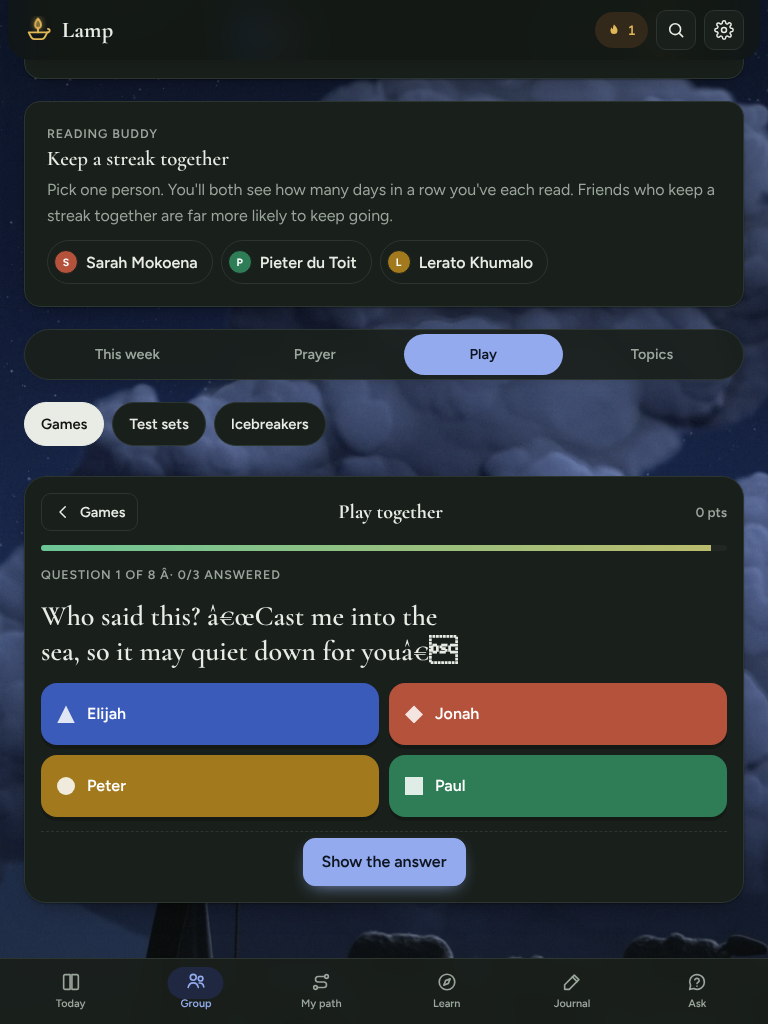 Lamp
1
READING BUDDY
Keep a streak together
Pick one person. You'll both see how many days in a row you've each read. Friends who keep a
streak together are far more likely to keep going.
S Sarah Mokoena P Pieter du Toit L Lerato Khumalo
This week Prayer Play Topics
Games Test sets Icebreakers
Games Play together 0 pts
QUESTION 1 OF 8 Â· 0/3 ANSWERED
Who said this? â€œCast me into the
sea, so it may quiet down for youâ€
Elijah Jonah
Peter Paul
Show the answer
Today Group My path Learn Journal Ask